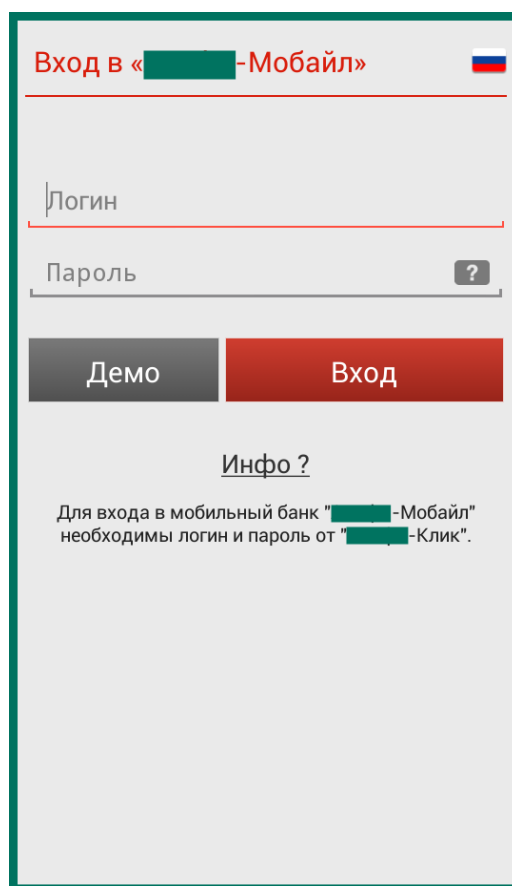 Вход в «-Мобайл»
Логин
Пароль
?
Демо
Вход
Инфо ?
Для входа в мобильный банк "-Мобайл"
необходимы логин и пароль от "-Клик".